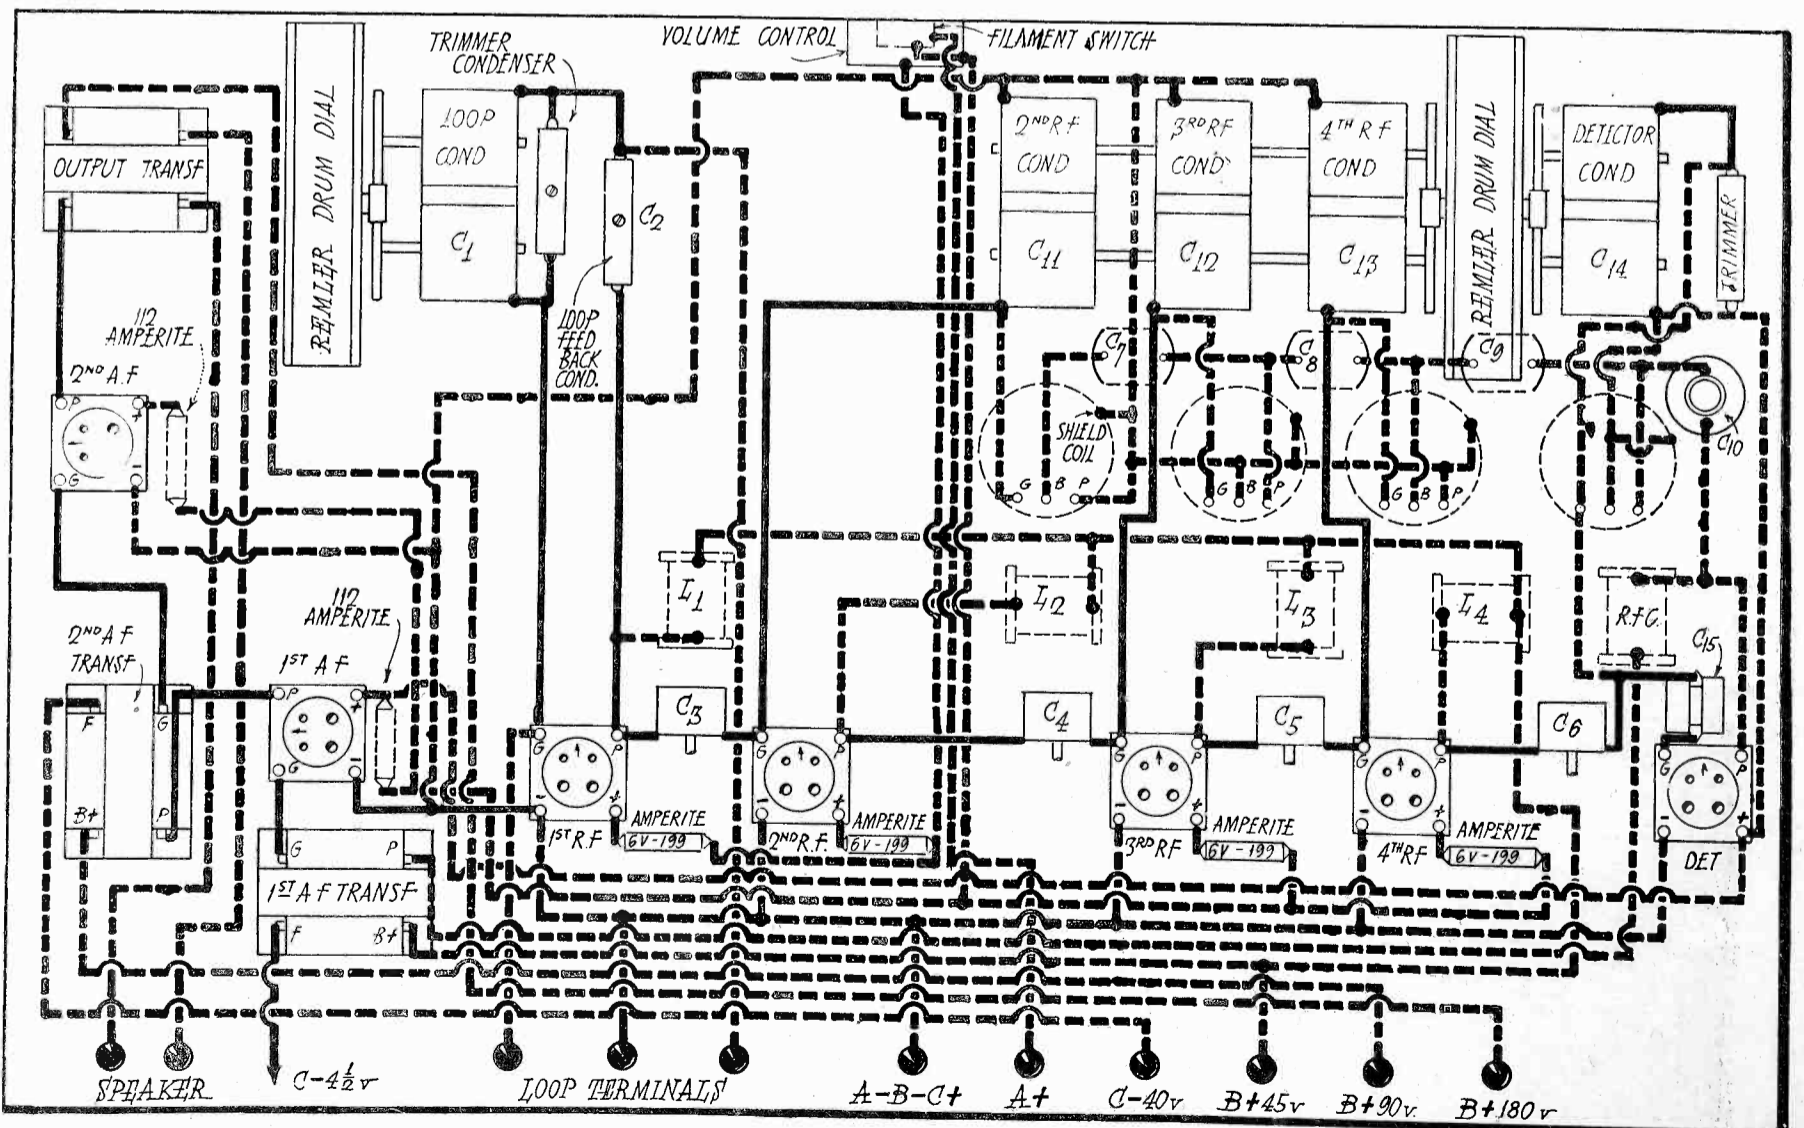 VOLUME CONTROL
FILAMENT SWITCH
TRIMMER
CONDENSER
OUTPUT TRANSF
REMLER DRUM DIAL
LOOP
COND
C1
C2
LOOP
FEED
BACK
COND.
2ND RF
COND
C11
3RD RF
COND
C12
4TH RF
COND
C13
REMLER DRUM DIAL
DETECTOR
COND
C14
TRIMMER
112
AMPERITE
2ND A.F
P
+
G
-
C7
C8
C9
C10
SHIELD
COIL
G B P
G B P
G B P
L1
L2
L3
L4
R.F.C.
C15
112
AMPERITE
2ND A F
TRANSF
F
G
B+
P
1ST A F
P
+
G
-
C3
C4
C5
C6
G
P
-
+
1ST R.F
AMPERITE
6V-199
G
P
-
+
2ND R.F.
AMPERITE
6V-199
G
P
-
+
3RD RF
AMPERITE
6V-199
G
P
-
+
4TH RF
AMPERITE
6V-199
G
P
-
+
DET
G
P
1ST A F TRANSF
F
B+
SPEAKER
C-4½v
LOOP TERMINALS
A-B-C+
A+
C-40v
B+45v
B+90v.
B+180v